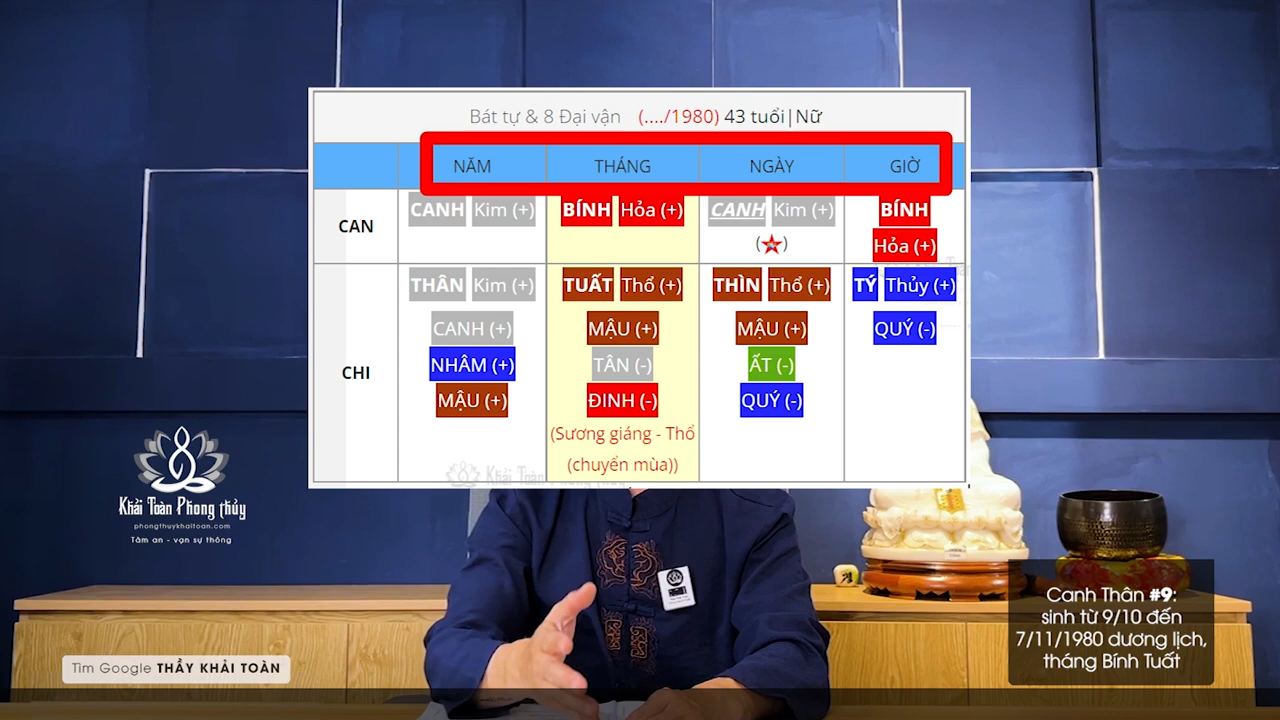 Bát tự & 8 Đại vận (..../1980) 43 tuổi|Nữ
NĂM THÁNG NGÀY GIỜ
CAN
CANH Kim (+)
BÍNH Hỏa (+)
CANH Kim (+)
( )
BÍNH
Hỏa (+)
CHI
THÂN Kim (+)
CANH (+)
NHÂM (+)
MẬU (+)
TUẤT Thổ (+)
MẬU (+)
TÂN (-)
ĐINH (-)
(Sương giáng - Thổ
(chuyển mùa))
THÌN Thổ (+)
MẬU (+)
ẤT (-)
QUÝ (-)
TÝ Thủy (+)
QUÝ (-)
Khải Toàn Phong thủy
Khải Toàn Phong thủy
phongthuykhaitoan.com
Tâm an - vạn sự thông
Canh Thân #9:
sinh từ 9/10 đến
7/11/1980 dương lịch,
tháng Bính Tuất
Tìm Google THẦY KHẢI TOÀN